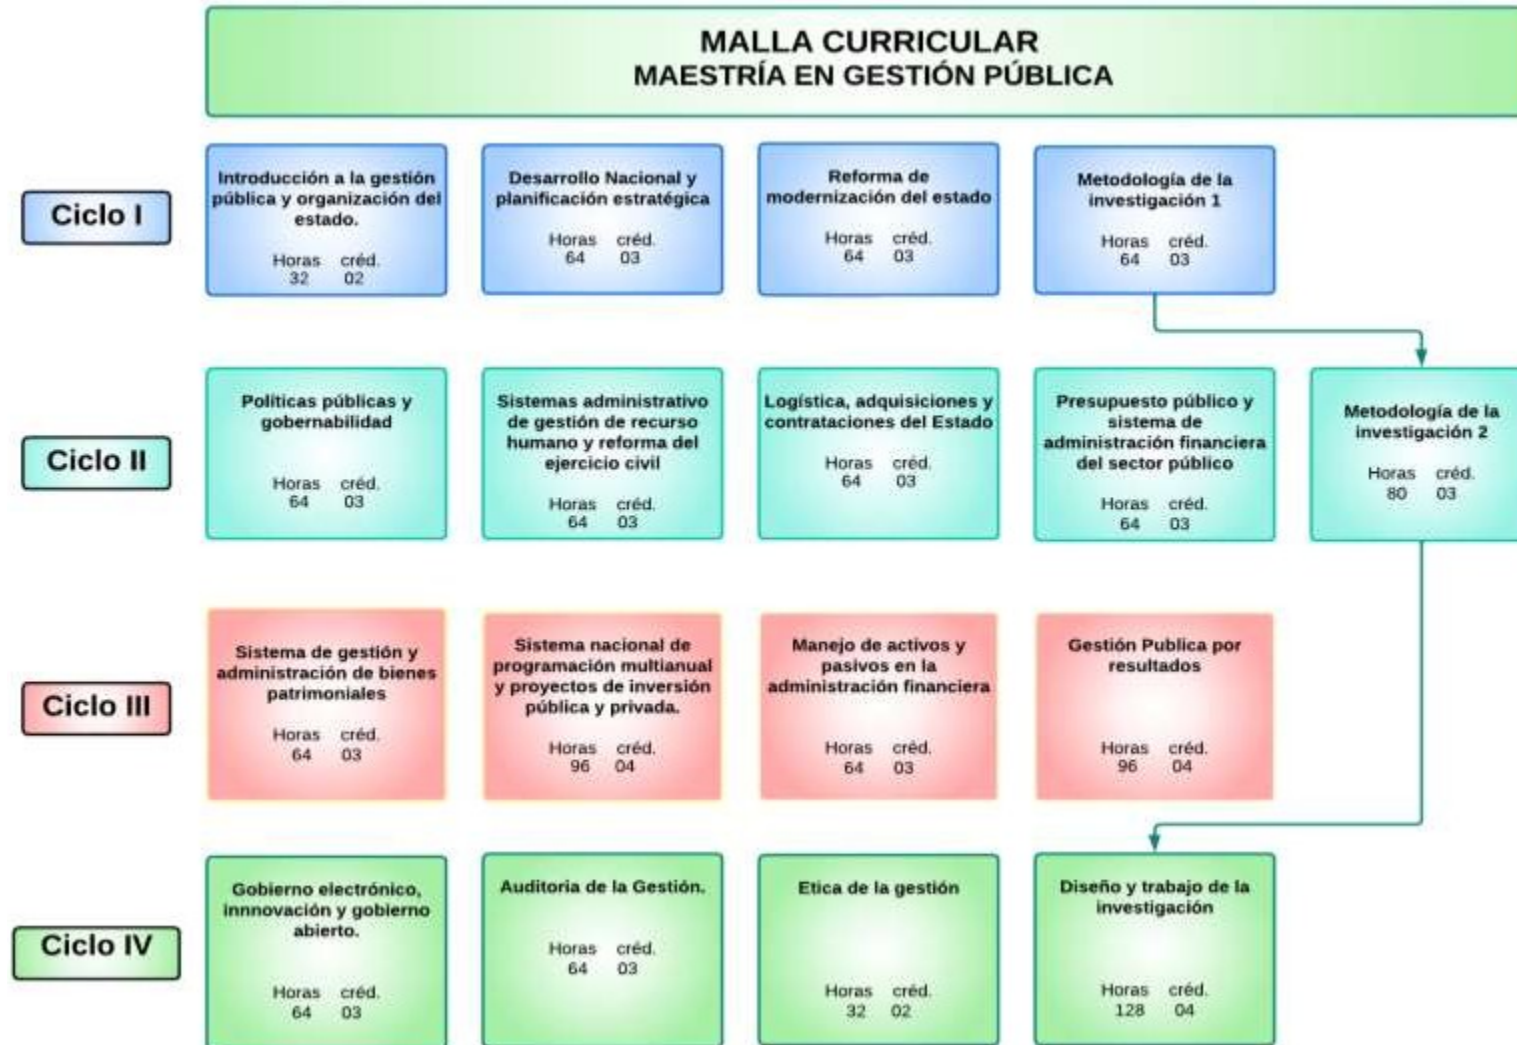 MALLA CURRICULAR
MAESTRÍA EN GESTIÓN PÚBLICA
Ciclo I
Introducción a la gestión
pública y organización del
estado.
Horas créd.
32 02
Desarrollo Nacional y
planificación estratégica
Horas créd.
64 03
Reforma de
modernización del estado
Horas créd.
64 03
Metodología de la
investigación 1
Horas créd.
64 03
Ciclo II
Políticas públicas y
gobernabilidad
Horas créd.
64 03
Sistemas administrativo
de gestión de recurso
humano y reforma del
ejercicio civil
Horas créd.
64 03
Logística, adquisiciones y
contrataciones del Estado
Horas créd.
64 03
Presupuesto público y
sistema de
administración financiera
del sector público
Horas créd.
64 03
Metodología de la
investigación 2
Horas créd.
80 03
Ciclo III
Sistema de gestión y
administración de bienes
patrimoniales
Horas créd.
64 03
Sistema nacional de
programación multianual
y proyectos de inversión
pública y privada.
Horas créd.
96 04
Manejo de activos y
pasivos en la
administración financiera
Horas créd.
64 03
Gestión Publica por
resultados
Horas créd.
96 04
Ciclo IV
Gobierno electrónico,
innnovación y gobierno
abierto.
Horas créd.
64 03
Auditoria de la Gestión.
Horas créd.
64 03
Etica de la gestión
Horas créd.
32 02
Diseño y trabajo de la
investigación
Horas créd.
128 04